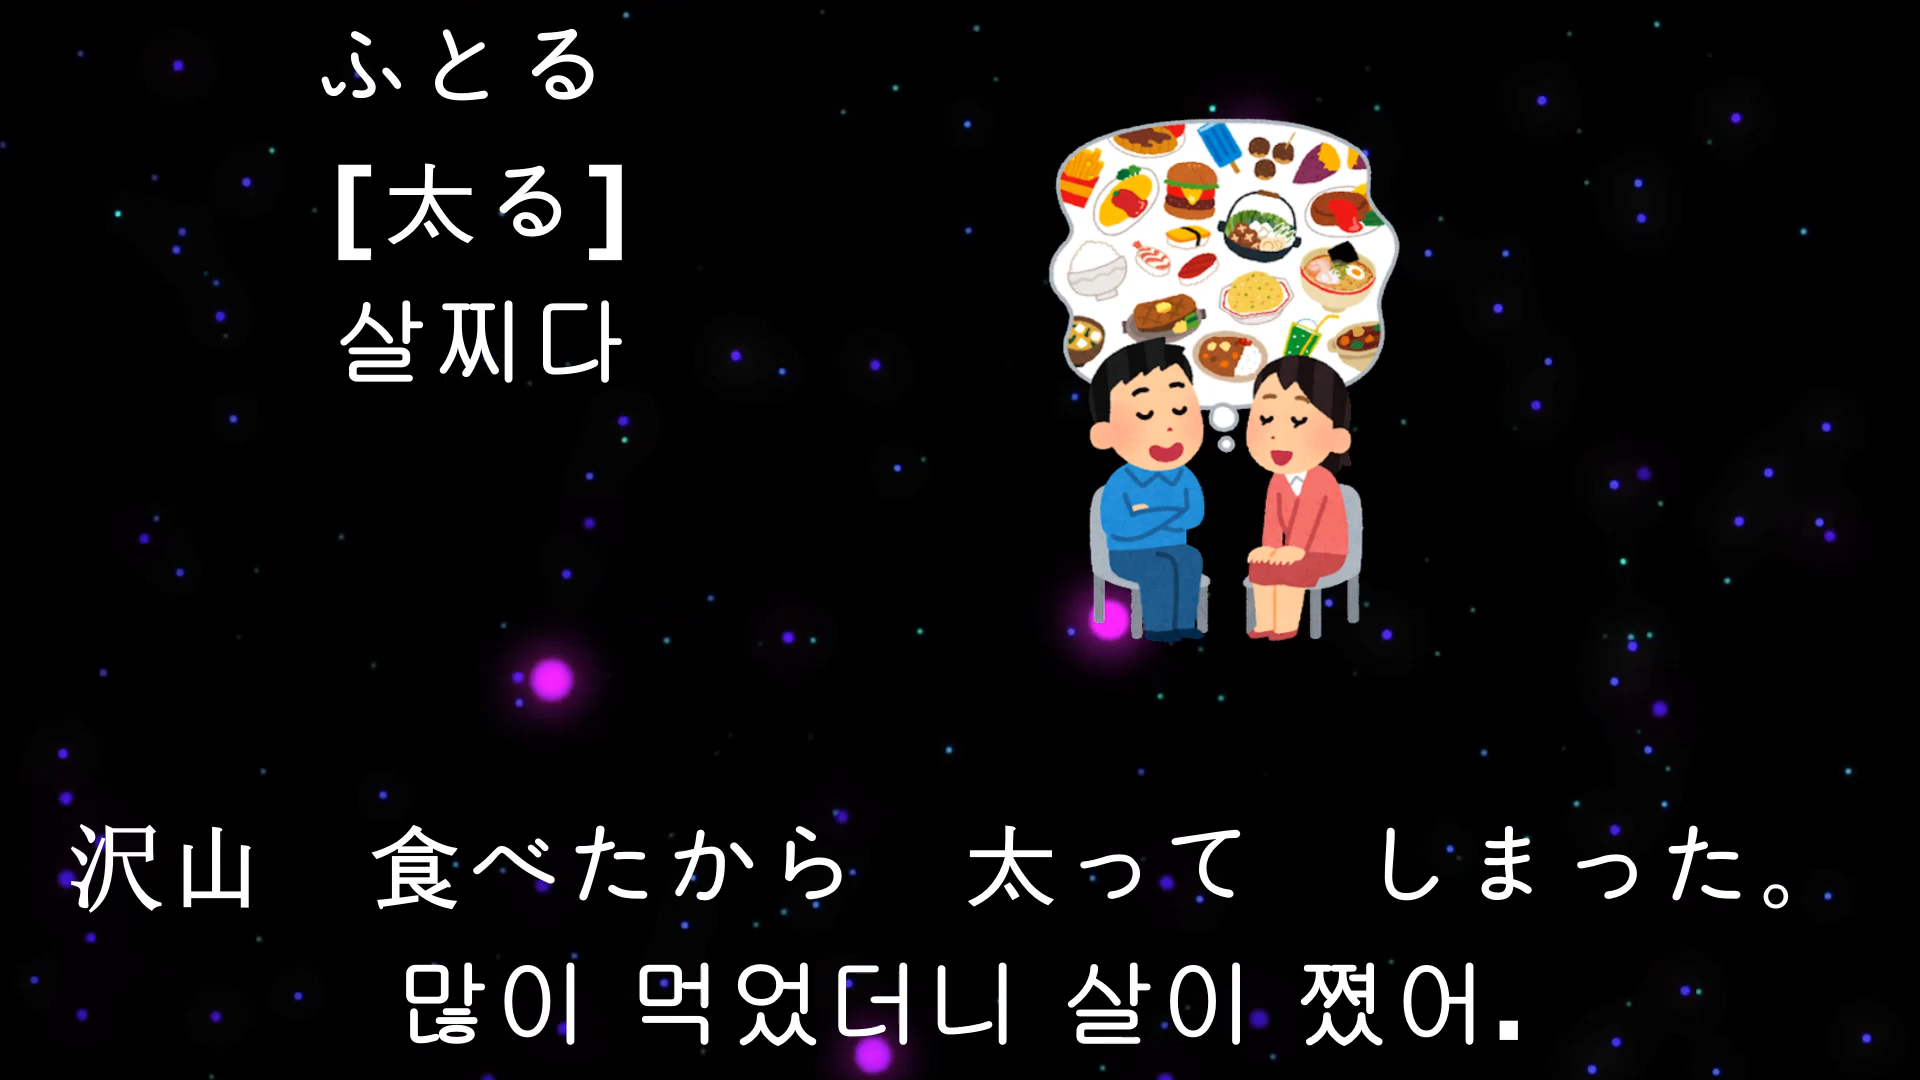 ふとる
[太る]
살찌다
沢山　食べたから　太って　しまった。
많이 먹었더니 살이 쪘어.